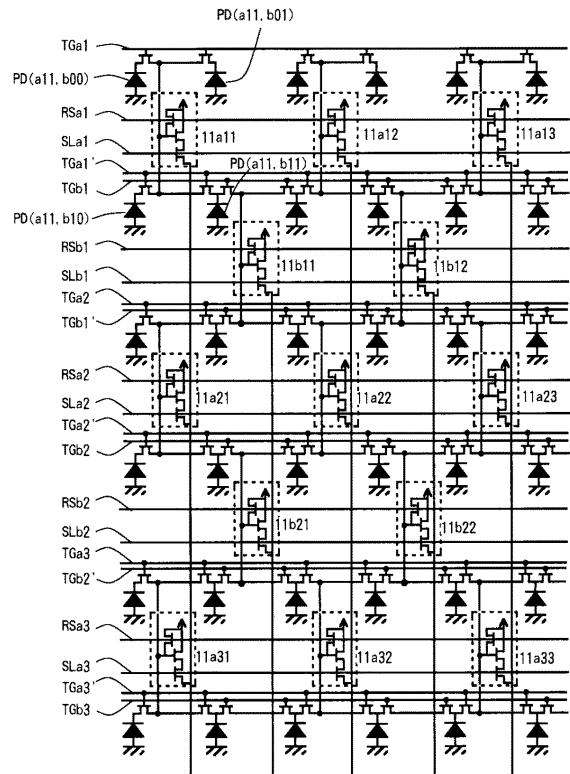 PD(a11,b01)
TGa1
PD(a11,b00)
RSa1
11a11 11a12 11a13
SLa1
TGa1'
PD(a11,b11)
TGb1
PD(a11,b10)
RSb1
11b11 11b12
SLb1
TGa2
TGb1'
RSa2
11a21 11a22 11a23
SLa2
TGa2'
TGb2
RSb2
11b21 11b22
SLb2
TGa3
TGb2'
RSa3
11a31 11a32 11a33
SLa3
TGa3'
TGb3